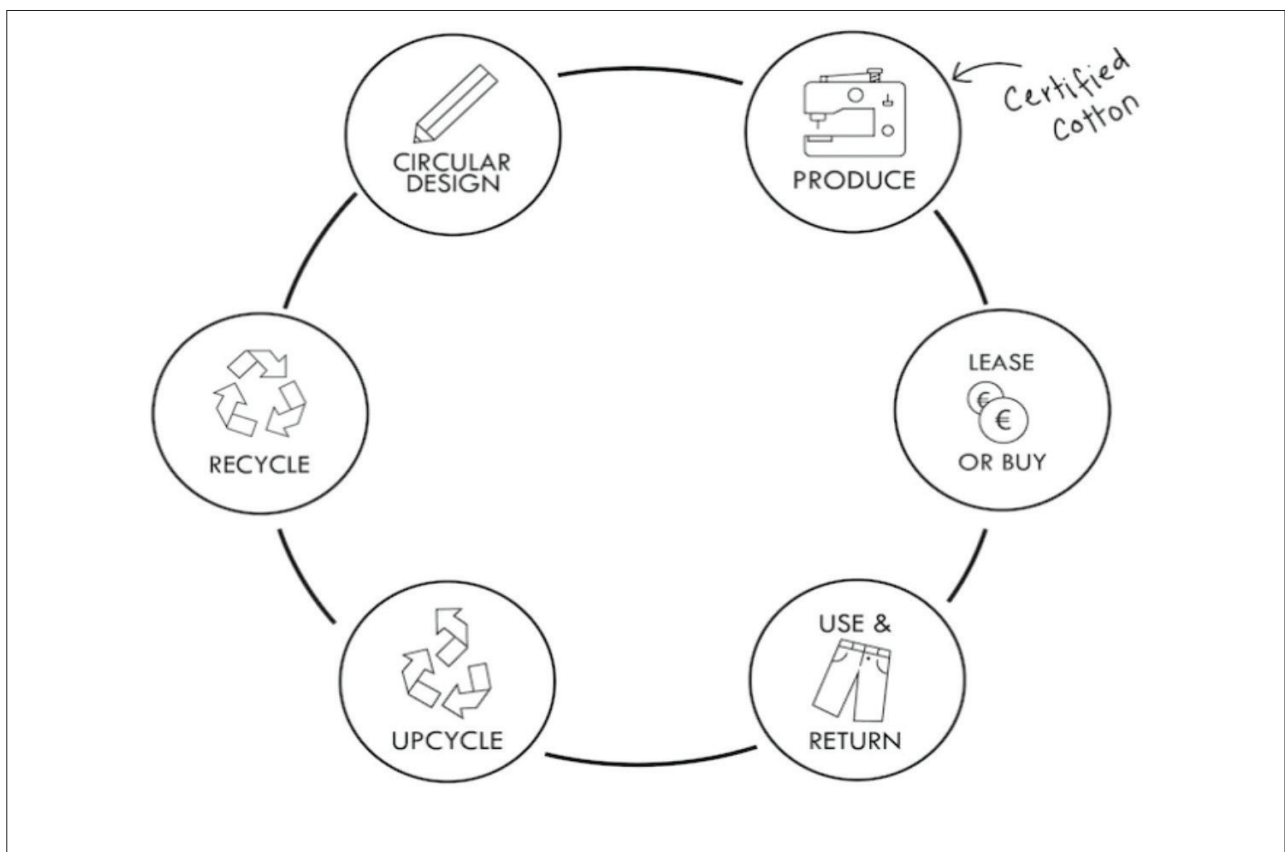 CIRCULAR
DESIGN
PRODUCE
Certified
Cotton
LEASE
€
€
OR BUY
USE &
RETURN
UPCYCLE
RECYCLE